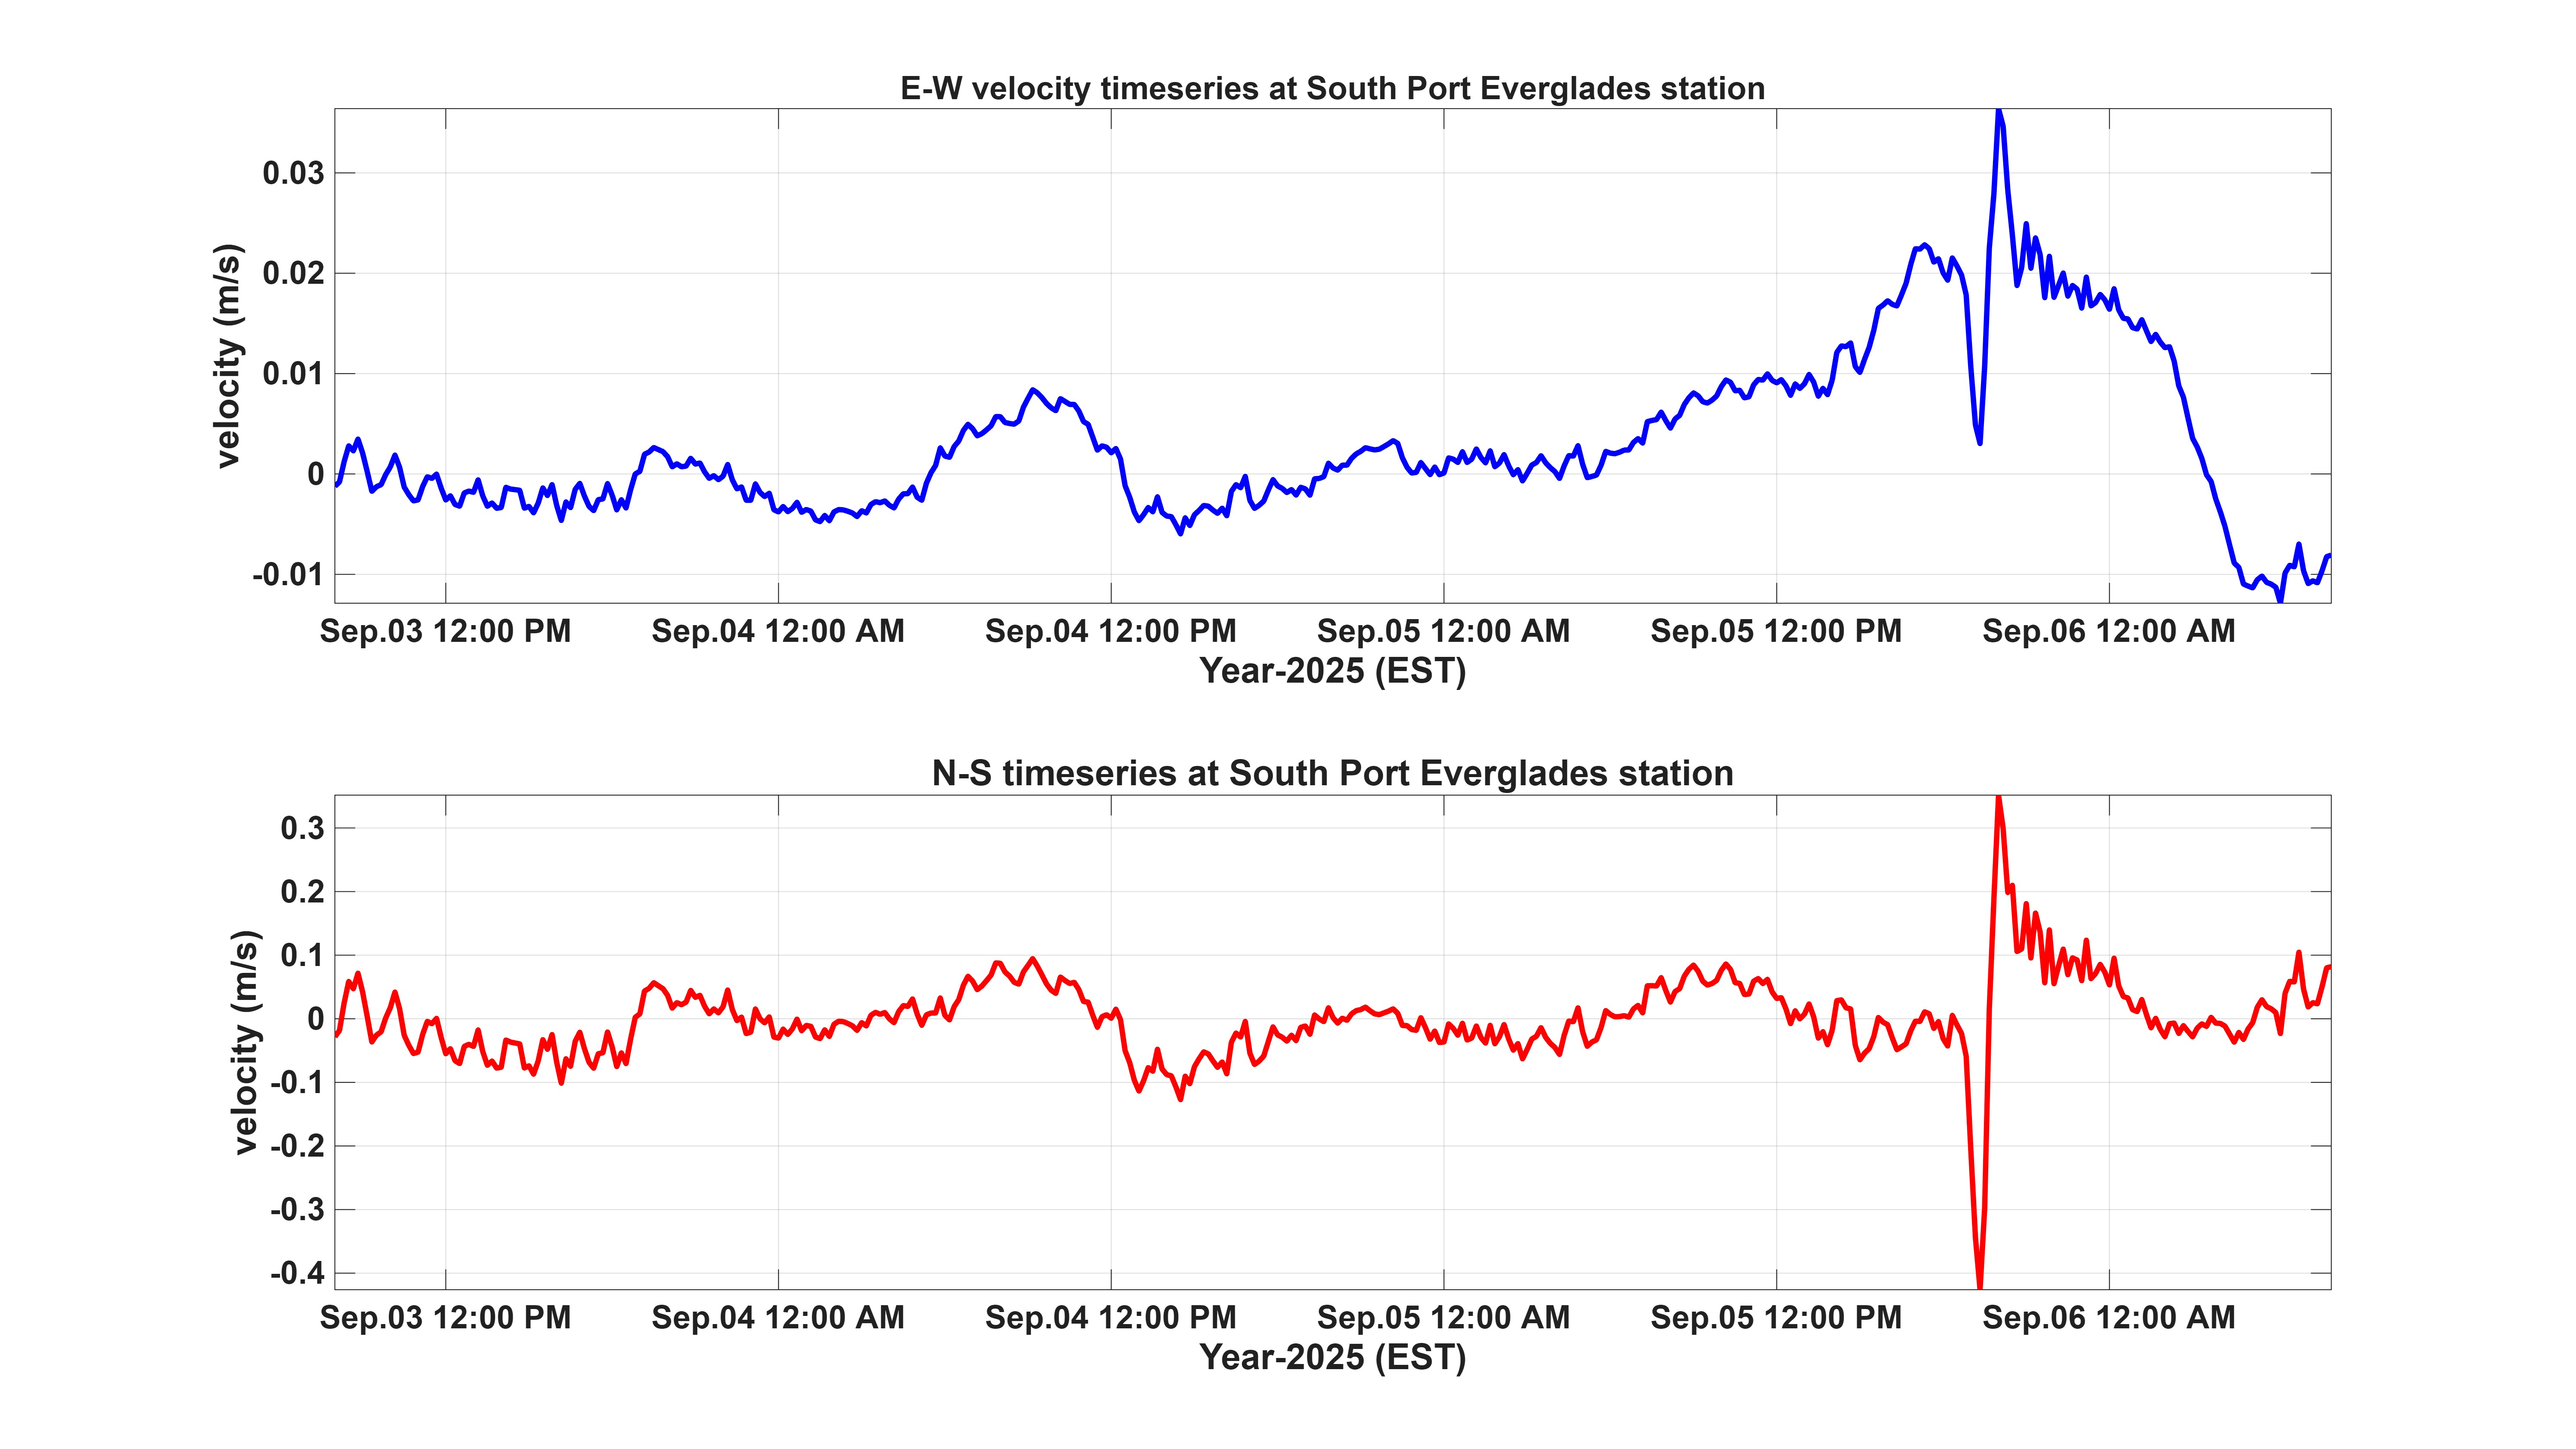 E-W velocity timeseries at South Port Everglades station
velocity (m/s)
0.03
0.02
0.01
0
-0.01
Sep.03 12:00 PM
Sep.04 12:00 AM
Sep.04 12:00 PM
Sep.05 12:00 AM
Sep.05 12:00 PM
Sep.06 12:00 AM
Year-2025 (EST)
N-S timeseries at South Port Everglades station
velocity (m/s)
0.3
0.2
0.1
0
-0.1
-0.2
-0.3
-0.4
Sep.03 12:00 PM
Sep.04 12:00 AM
Sep.04 12:00 PM
Sep.05 12:00 AM
Sep.05 12:00 PM
Sep.06 12:00 AM
Year-2025 (EST)